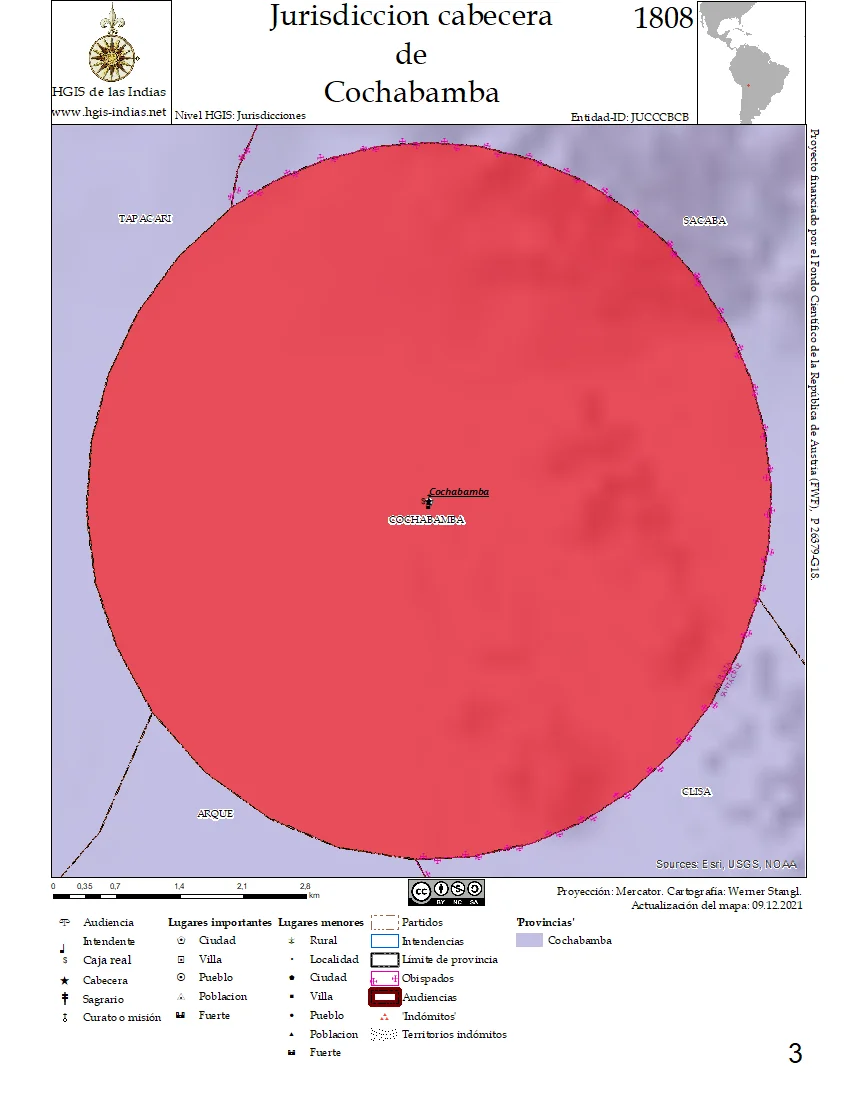 Jurisdiccion cabecera
de
Cochabamba
1808
HGIS de las Indias
www.hgis-indias.net
Nivel HGIS: Jurisdicciones
Entidad-ID: JUCCCBCB
Proyecto financiado por el Fondo Científico de la República de Austria (FWF), P 26379-G18.
TAPACARI
SACABA
Cochabamba
COCHABAMBA
ARQUE
CLISA
Sources: Esri, USGS, NOAA
0 0,35 0,7 1,4 2,1 2,8
km
cc
BY NC SA
Proyección: Mercator. Cartografía: Werner Stangl.
Actualización del mapa: 09.12.2021
Audiencia
Intendente
S Caja real
Cabecera
Sagrario
Curato o misión
Lugares importantes
Ciudad
Villa
Pueblo
Poblacion
Fuerte
Lugares menores
Rural
Localidad
Ciudad
Villa
Pueblo
Poblacion
Fuerte
Partidos
Intendencias
Límite de provincia
Obispados
Audiencias
'Indómitos'
Territorios indómitos
'Provincias'
Cochabamba
3